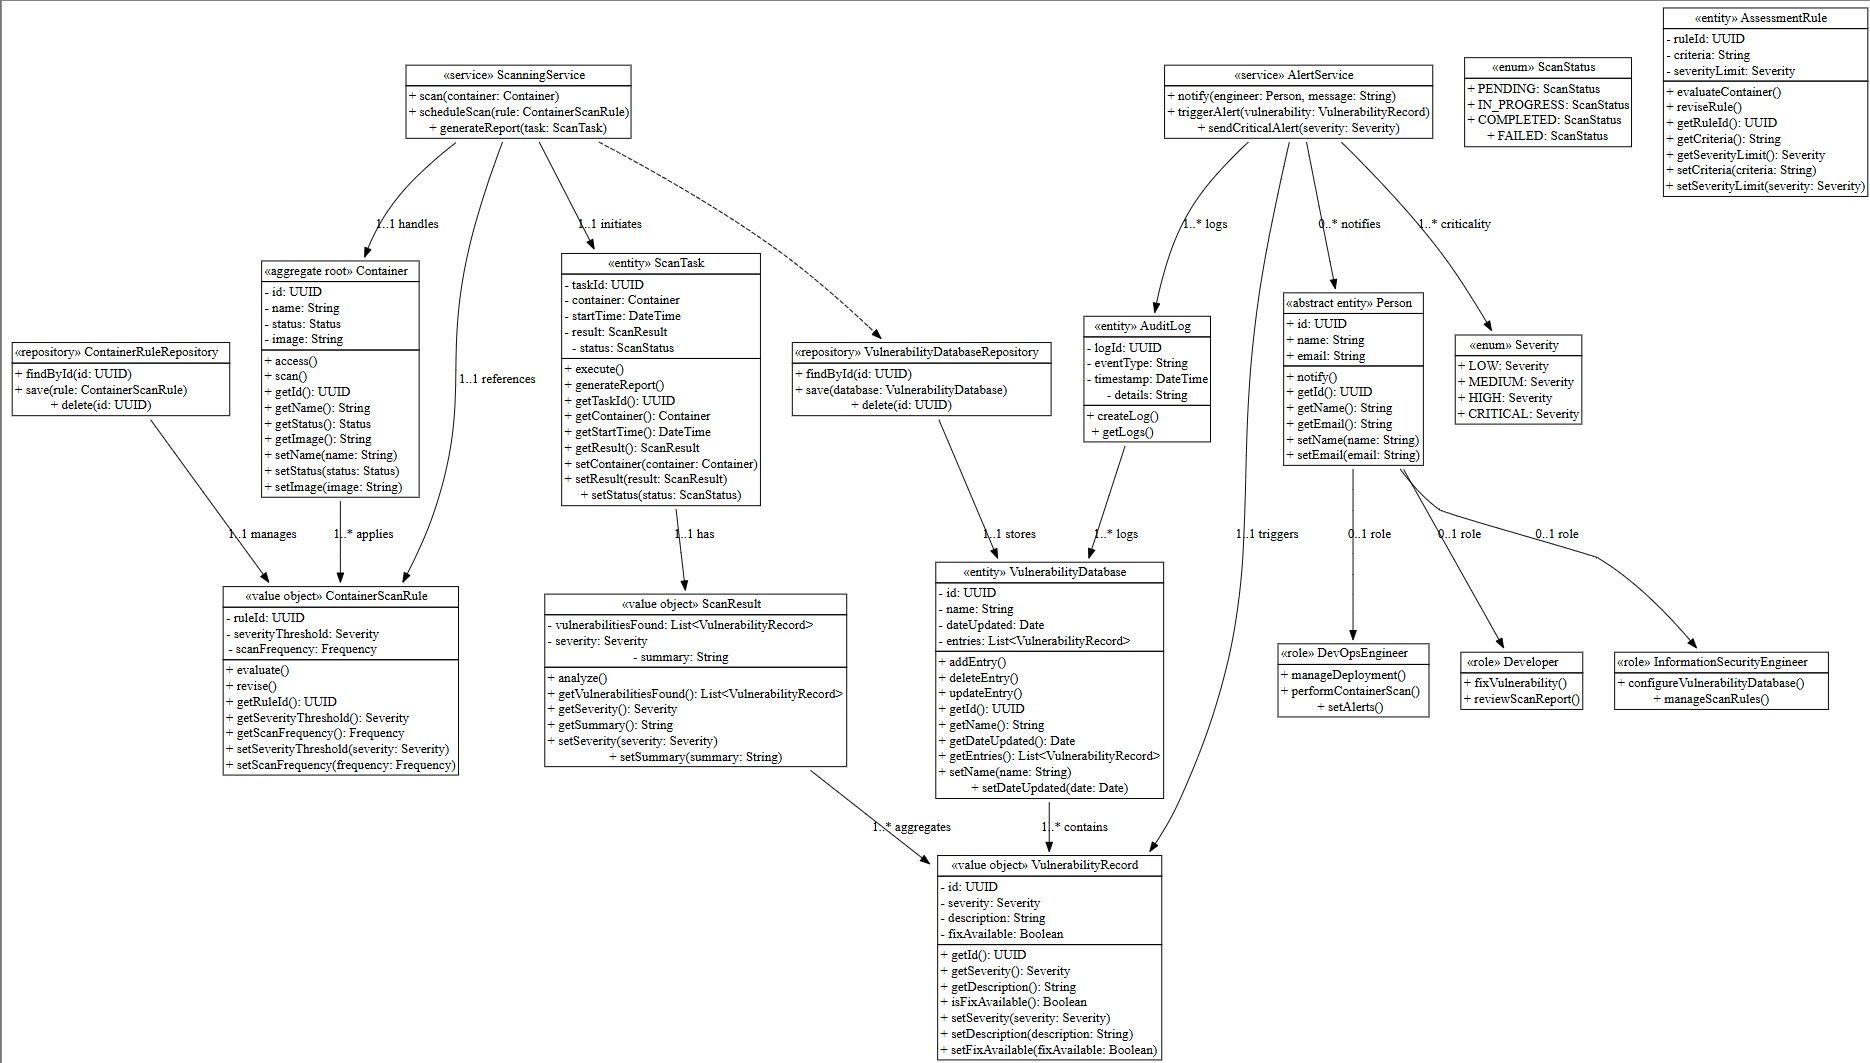 «service» ScanningService
+ scan(container: Container)
+ scheduleScan(rule: ContainerScanRule)
+ generateReport(task: ScanTask)
«service» AlertService
+ notify(engineer: Person, message: String)
+ triggerAlert(vulnerability: VulnerabilityRecord)
+ sendCriticalAlert(severity: Severity)
«enum» ScanStatus
+ PENDING: ScanStatus
+ IN_PROGRESS: ScanStatus
+ COMPLETED: ScanStatus
+ FAILED: ScanStatus
«entity» AssessmentRule
- ruleId: UUID
- criteria: String
- severityLimit: Severity
+ evaluateContainer()
+ reviseRule()
+ getRuleId(): UUID
+ getCriteria(): String
+ getSeverityLimit(): Severity
+ setCriteria(criteria: String)
+ setSeverityLimit(severity: Severity)
1..1 handles
1..1 initiates
1..* logs
0..* notifies
1..* criticality
«repository» ContainerRuleRepository
+ findById(id: UUID)
+ save(rule: ContainerScanRule)
+ delete(id: UUID)
«aggregate root» Container
- id: UUID
- name: String
- status: Status
- image: String
+ access()
+ scan()
+ getId(): UUID
+ getName(): String
+ getStatus(): Status
+ getImage(): String
+ setName(name: String)
+ setStatus(status: Status)
+ setImage(image: String)
1..1 references
«entity» ScanTask
- taskId: UUID
- container: Container
- startTime: DateTime
- result: ScanResult
- status: ScanStatus
+ execute()
+ generateReport()
+ getTaskId(): UUID
+ getContainer(): Container
+ getStartTime(): DateTime
+ getResult(): ScanResult
+ setContainer(container: Container)
+ setResult(result: ScanResult)
+ setStatus(status: ScanStatus)
«repository» VulnerabilityDatabaseRepository
+ findById(id: UUID)
+ save(database: VulnerabilityDatabase)
+ delete(id: UUID)
«entity» AuditLog
- logId: UUID
- eventType: String
- timestamp: DateTime
- details: String
+ createLog()
+ getLogs()
«abstract entity» Person
+ id: UUID
+ name: String
+ email: String
+ notify()
+ getId(): UUID
+ getName(): String
+ getEmail(): String
+ setName(name: String)
+ setEmail(email: String)
«enum» Severity
+ LOW: Severity
+ MEDIUM: Severity
+ HIGH: Severity
+ CRITICAL: Severity
1..1 manages
1..* applies
1..1 has
1..1 stores
1..* logs
1..1 triggers
0..1 role
0..1 role
0..1 role
«value object» ContainerScanRule
- ruleId: UUID
- severityThreshold: Severity
- scanFrequency: Frequency
+ evaluate()
+ revise()
+ getRuleId(): UUID
+ getSeverityThreshold(): Severity
+ getScanFrequency(): Frequency
+ setSeverityThreshold(severity: Severity)
+ setScanFrequency(frequency: Frequency)
«value object» ScanResult
- vulnerabilitiesFound: List<VulnerabilityRecord>
- severity: Severity
- summary: String
+ analyze()
+ getVulnerabilitiesFound(): List<VulnerabilityRecord>
+ getSeverity(): Severity
+ getSummary(): String
+ setSeverity(severity: Severity)
+ setSummary(summary: String)
«entity» VulnerabilityDatabase
- id: UUID
- name: String
- dateUpdated: Date
- entries: List<VulnerabilityRecord>
+ addEntry()
+ deleteEntry()
+ updateEntry()
+ getId(): UUID
+ getName(): String
+ getDateUpdated(): Date
+ getEntries(): List<VulnerabilityRecord>
+ setName(name: String)
+ setDateUpdated(date: Date)
«role» DevOpsEngineer
+ manageDeployment()
+ performContainerScan()
+ setAlerts()
«role» Developer
+ fixVulnerability()
+ reviewScanReport()
«role» InformationSecurityEngineer
+ configureVulnerabilityDatabase()
+ manageScanRules()
1..* aggregates
1..* contains
«value object» VulnerabilityRecord
- id: UUID
- severity: Severity
- description: String
- fixAvailable: Boolean
+ getId(): UUID
+ getSeverity(): Severity
+ getDescription(): String
+ isFixAvailable(): Boolean
+ setSeverity(severity: Severity)
+ setDescription(description: String)
+ setFixAvailable(fixAvailable: Boolean)